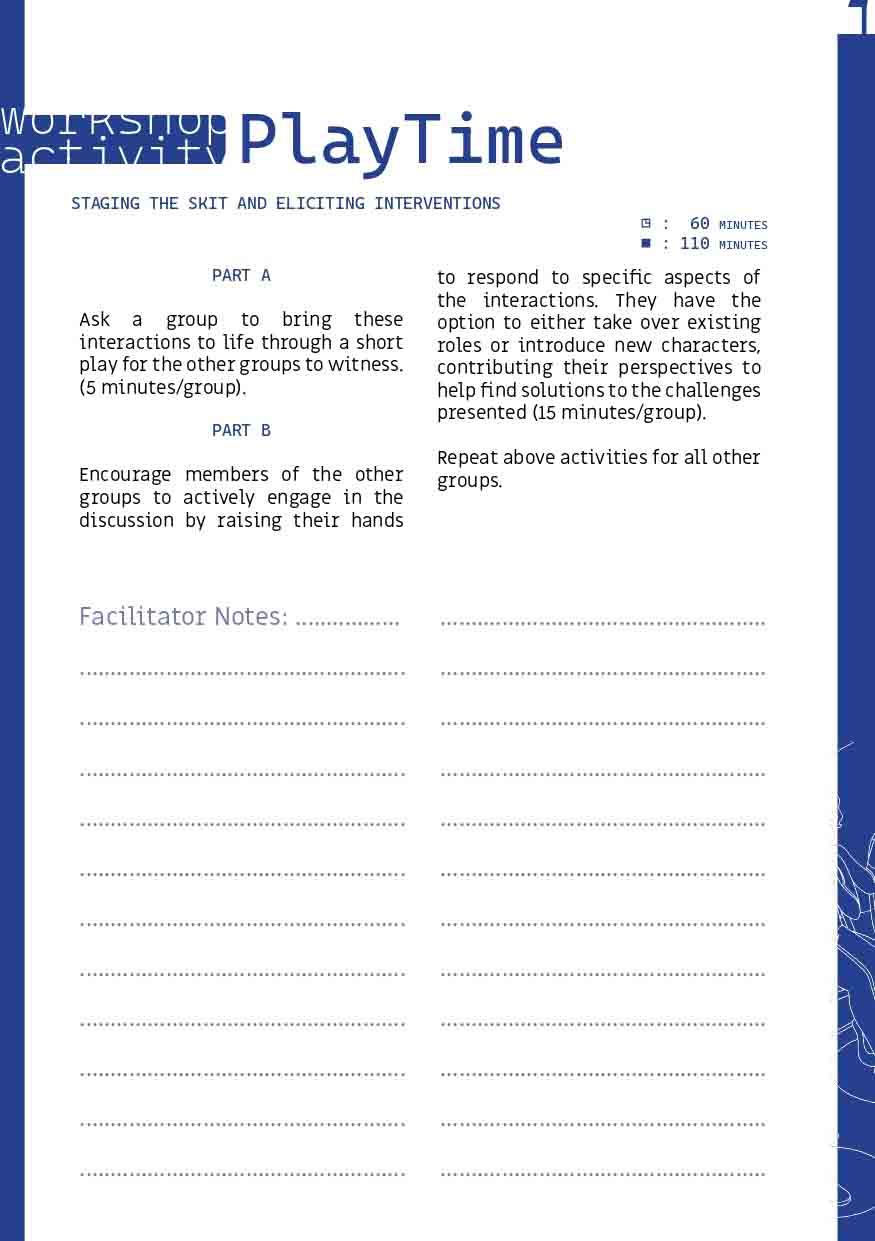 1
workshop
activity
PlayTime
STAGING THE SKIT AND ELICITING INTERVENTIONS
◳ : 60 MINUTES
■ : 110 MINUTES
PART A
Ask a group to bring these
interactions to life through a short
play for the other groups to witness.
(5 minutes/group).
PART B
Encourage members of the other
groups to actively engage in the
discussion by raising their hands
to respond to specific aspects of
the interactions. They have the
option to either take over existing
roles or introduce new characters,
contributing their perspectives to
help find solutions to the challenges
presented (15 minutes/group).
Repeat above activities for all other
groups.
Facilitator Notes: .................